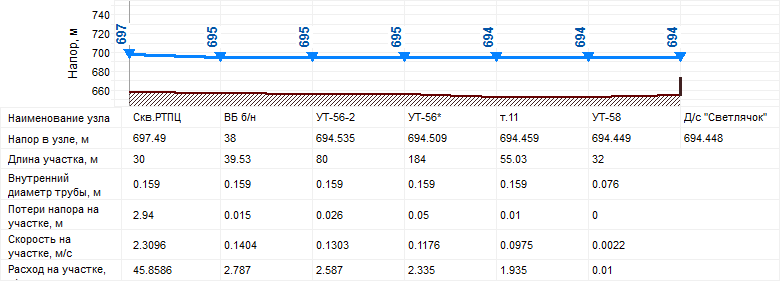 740
720
700
680
660
Напор, м
697
695
695
695
694
694
694
Наименование узла Скв.РТПЦ ВБ б/н УТ-56-2 УТ-56* т.11 УТ-58 Д/с "Светлячок"
Напор в узле, м 697.49 38 694.535 694.509 694.459 694.449 694.448
Длина участка, м 30 39.53 80 184 55.03 32
Внутренний
диаметр трубы, м 0.159 0.159 0.159 0.159 0.159 0.076
Потери напора на
участке, м 2.94 0.015 0.026 0.05 0.01 0
Скорость на
участке, м/с 2.3096 0.1404 0.1303 0.1176 0.0975 0.0022
Расход на участке, 45.8586 2.787 2.587 2.335 1.935 0.01